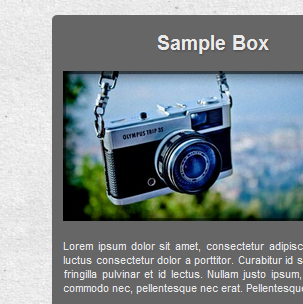 Sample Box
OLYMPUS TRIP 35
Lorem ipsum dolor sit amet, consectetur adipisc
luctus consectetur dolor a porttitor. Curabitur id s
fringilla pulvinar et id lectus. Nullam justo ipsum,
commodo nec, pellentesque nec erat. Pellentesqu